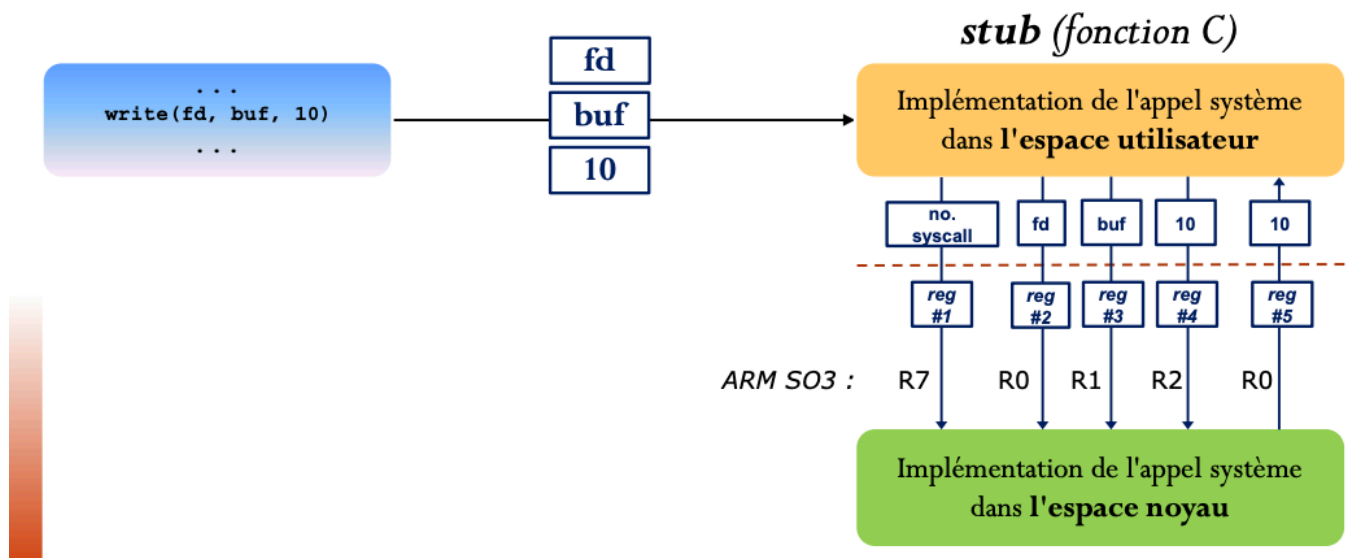 stub (fonction C)
. . .
write(fd, buf, 10)
. . .
fd
buf
10
Implémentation de l'appel système
dans l'espace utilisateur
no.
syscall
fd
buf
10
10
reg
#1
reg
#2
reg
#3
reg
#4
reg
#5
ARM SO3 : R7 R0 R1 R2 R0
Implémentation de l'appel système
dans l'espace noyau